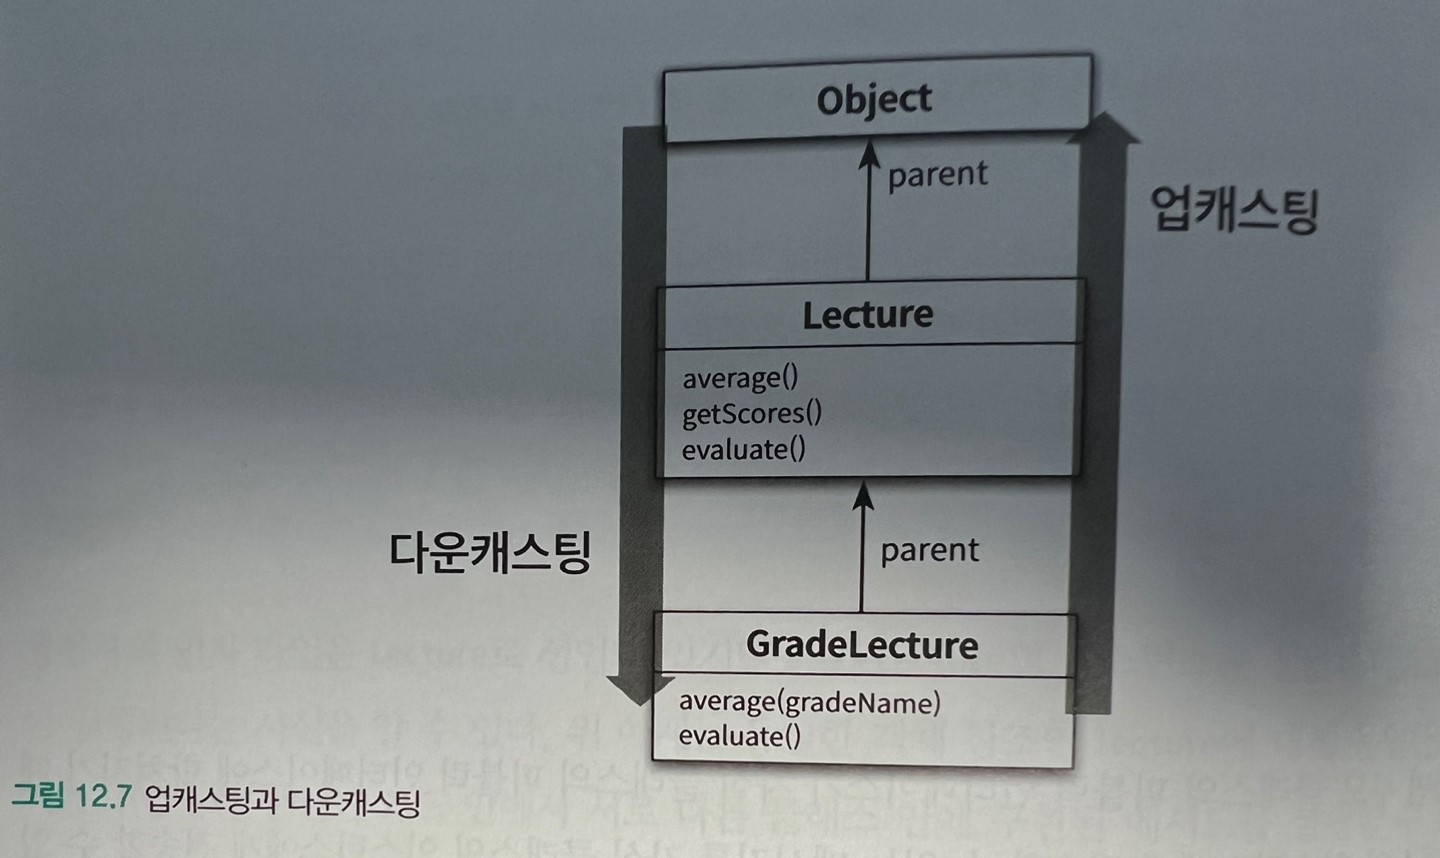 Object
parent
업캐스팅
Lecture
average()
getScores()
evaluate()
다운캐스팅
parent
GradeLecture
average(gradeName)
evaluate()
그림 12.7 업캐스팅과 다운캐스팅